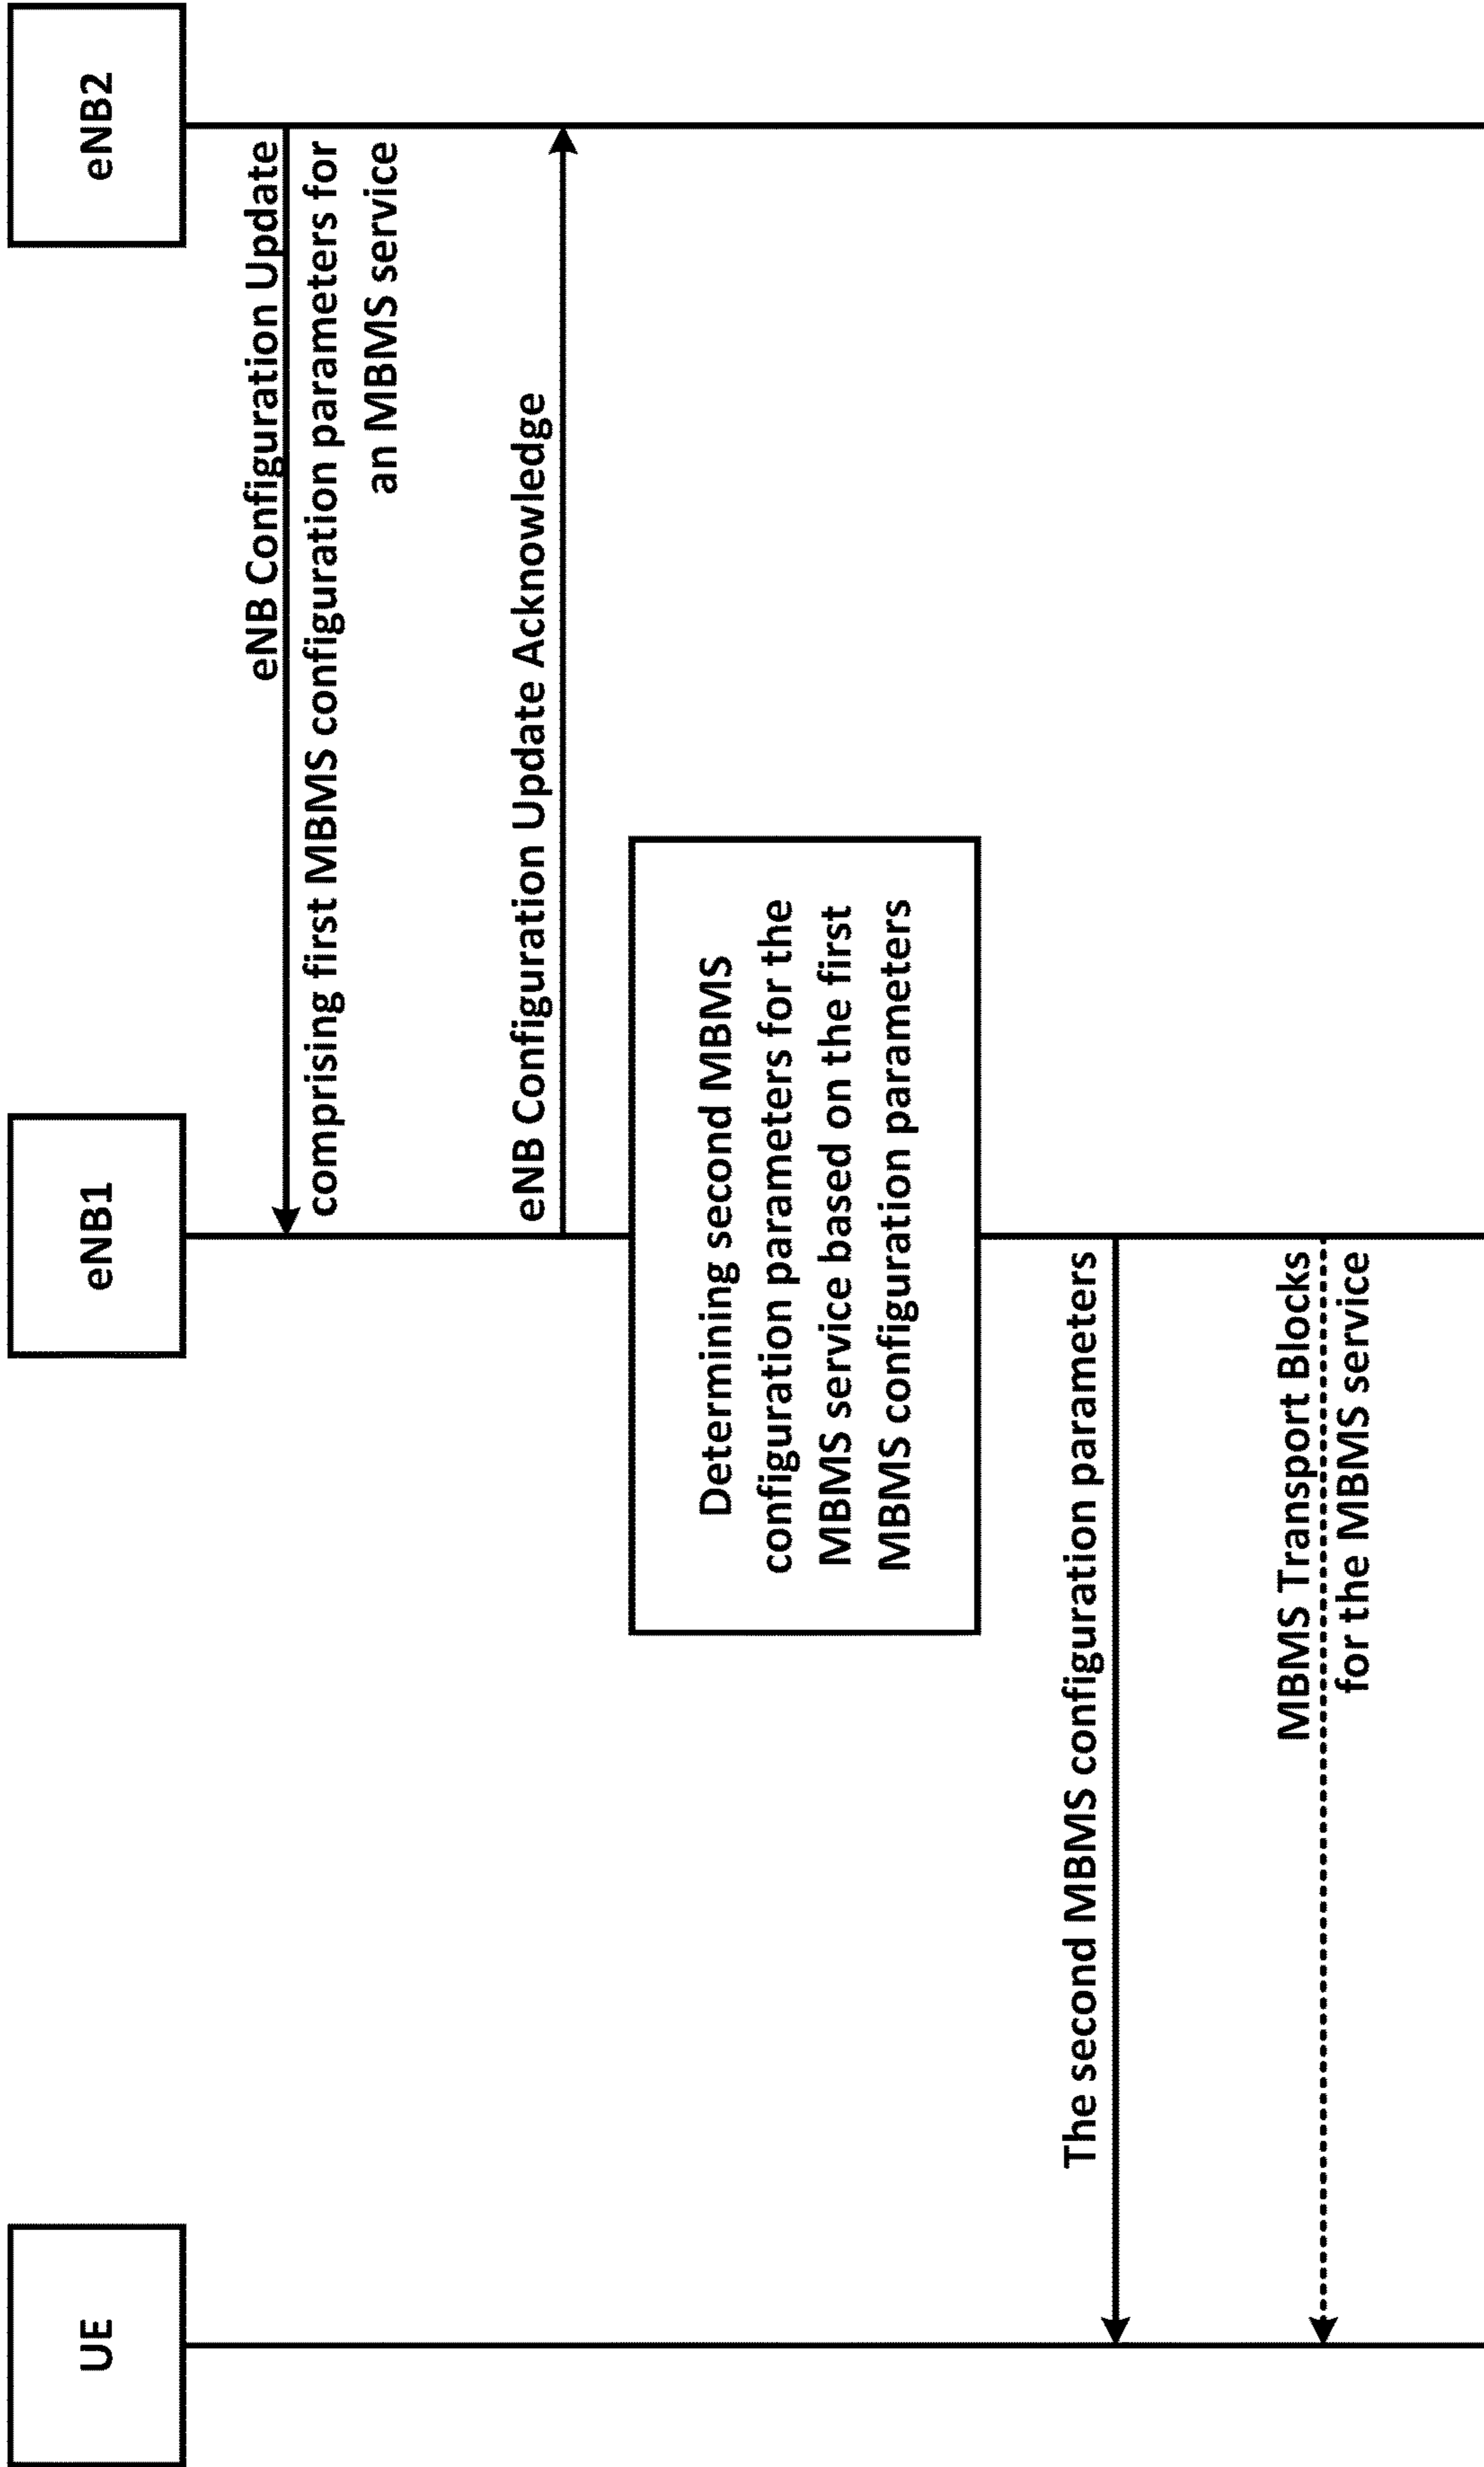 UE
eNB1
eNB2
eNB Configuration Update
comprising first MBMS configuration parameters for
an MBMS service
eNB Configuration Update Acknowledge
Determining second MBMS
configuration parameters for the
MBMS service based on the first
MBMS configuration parameters
The second MBMS configuration parameters
MBMS Transport Blocks
for the MBMS service